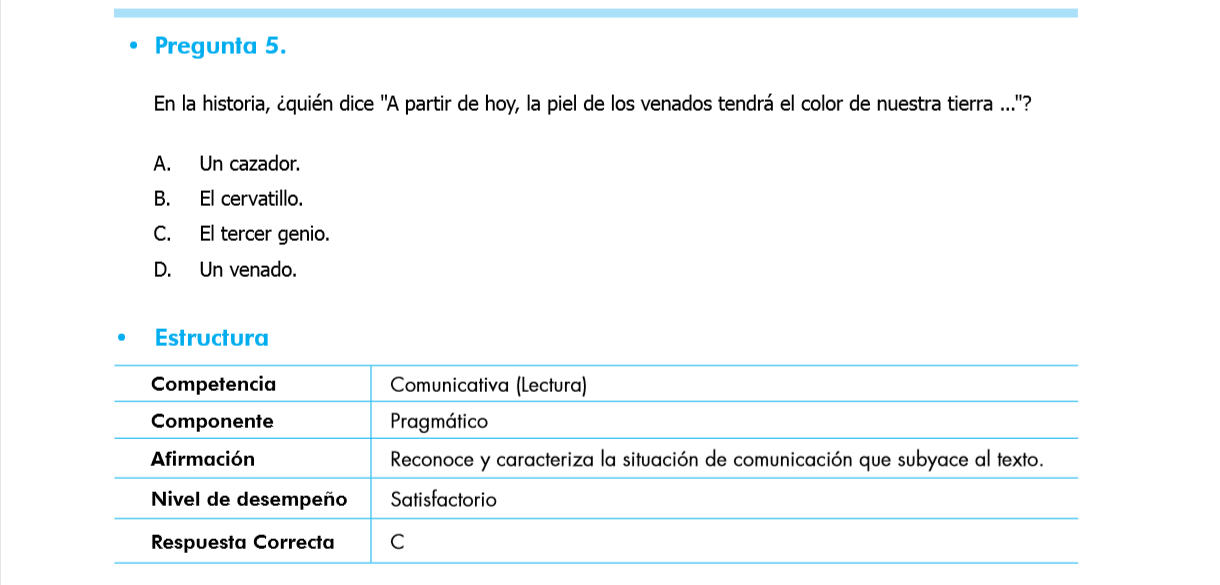 • Pregunta 5.
En la historia, ¿quién dice "A partir de hoy, la piel de los venados tendrá el color de nuestra tierra ..."?
A. Un cazador.
B. El cervatillo.
C. El tercer genio.
D. Un venado.
• Estructura
Competencia Comunicativa (Lectura)
Componente Pragmático
Afirmación Reconoce y caracteriza la situación de comunicación que subyace al texto.
Nivel de desempeño Satisfactorio
Respuesta Correcta C